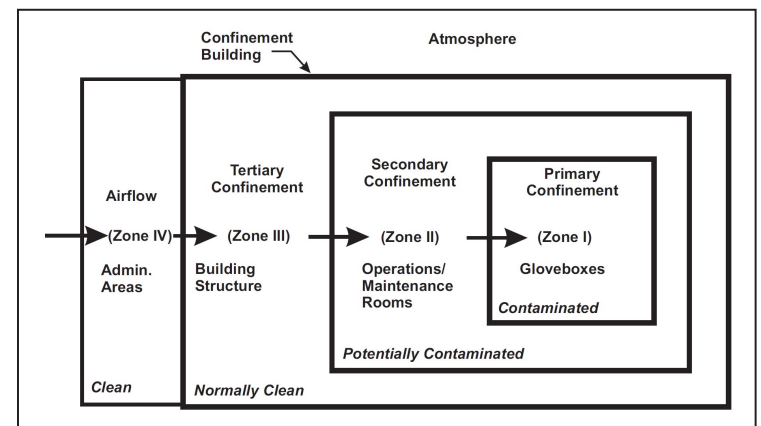 Confinement
Building
Atmosphere
Airflow
(Zone IV)
Admin.
Areas
Clean
Tertiary
Confinement
(Zone III)
Building
Structure
Normally Clean
Secondary
Confinement
(Zone II)
Operations/
Maintenance
Rooms
Potentially Contaminated
Primary
Confinement
(Zone I)
Gloveboxes
Contaminated